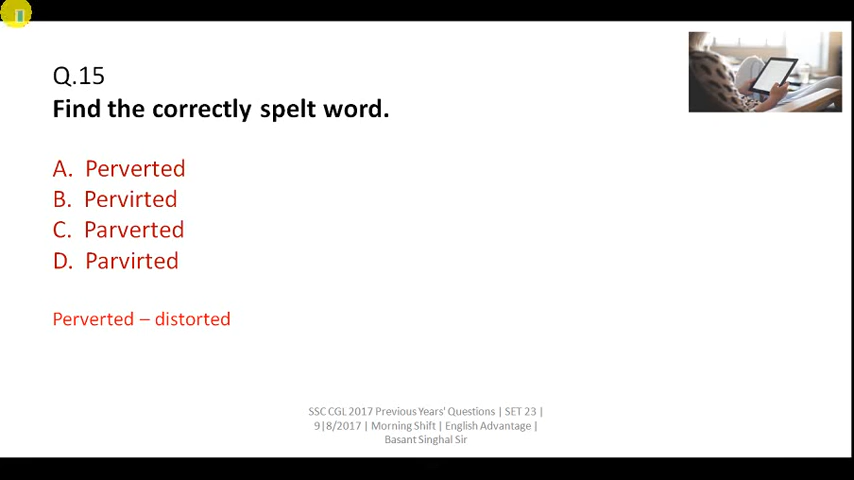 Q.15
Find the correctly spelt word.
A. Perverted
B. Pervirted
C. Parverted
D. Parvirted
Perverted – distorted
SSC CGL 2017 Previous Years' Questions | SET 23 |
9|8/2017 | Morning Shift | English Advantage |
Basant Singhal Sir